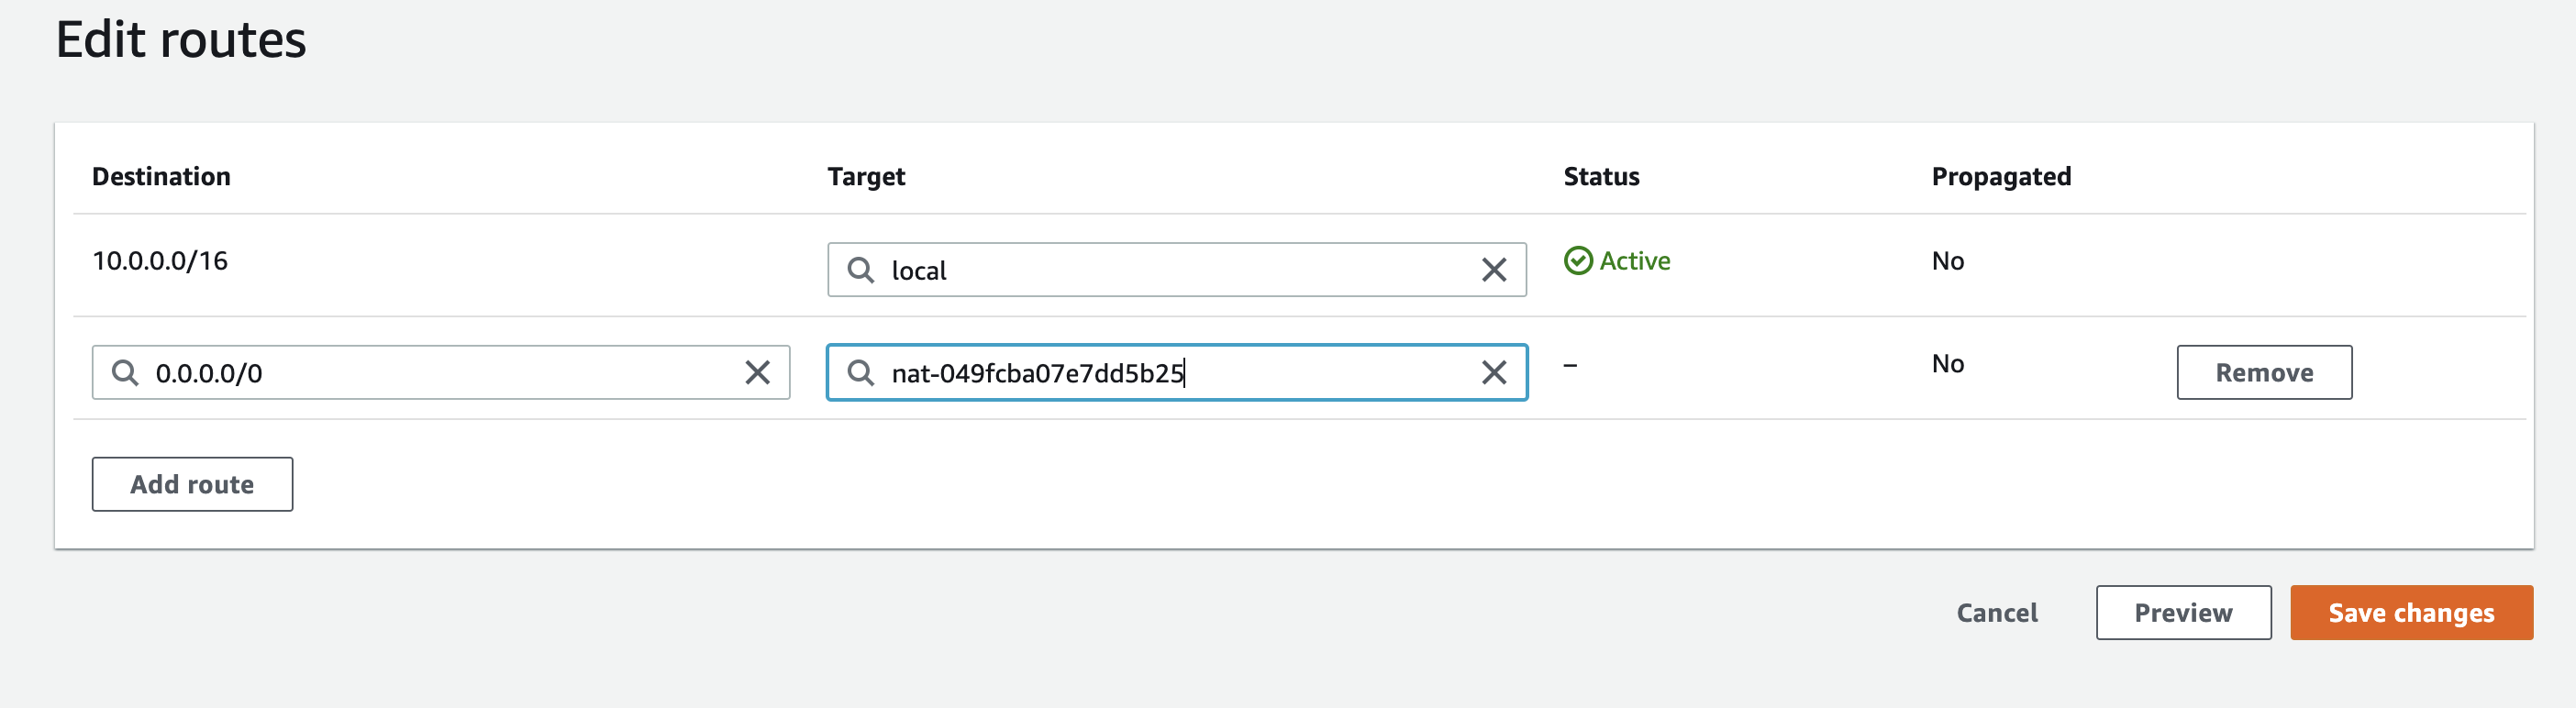 Edit routes
Destination Target Status Propagated
10.0.0.0/16 local Active No
0.0.0.0/0 nat-049fcba07e7dd5b25 – No Remove
Add route
Cancel Preview Save changes